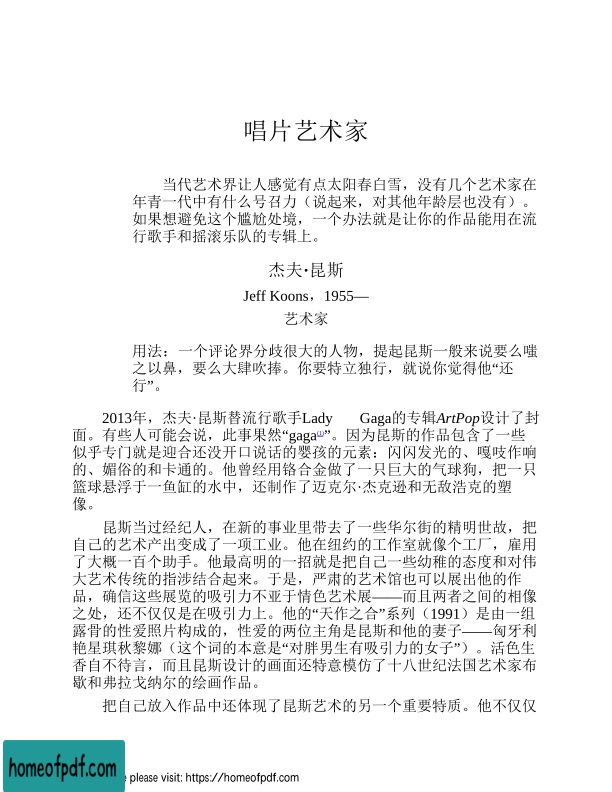 唱片艺术家
当代艺术界让人感觉有点太阳春白雪，没有几个艺术家在
年青一代中有什么号召力（说起来，对其他年龄层也没有）。
如果想避免这个尴尬处境，一个办法就是让你的作品能用在流
行歌手和摇滚乐队的专辑上。
杰夫·昆斯
Jeff Koons，1955—
艺术家
用法：一个评论界分歧很大的人物，提起昆斯一般来说要么嗤
之以鼻，要么大肆吹捧。你要特立独行，就说你觉得他“还
行”。
2013年，杰夫·昆斯替流行歌手Lady Gaga的专辑ArtPop设计了封
面。有些人可能会说，此事果然“gaga[1]”。因为昆斯的作品包含了一些
似乎专门就是迎合还没开口说话的婴孩的元素：闪闪发光的、嘎吱作响
的、媚俗的和卡通的。他曾经用铬合金做了一只巨大的气球狗，把一只
篮球悬浮于一鱼缸的水中，还制作了迈克尔·杰克逊和无敌浩克的塑
像。
昆斯当过经纪人，在新的事业里带去了一些华尔街的精明世故，把
自己的艺术产出变成了一项工业。他在纽约的工作室就像个工厂，雇用
了大概一百个助手。他最高明的一招就是把自己一些幼稚的态度和对伟
大艺术传统的指涉结合起来。于是，严肃的艺术馆也可以展出他的作
品，确信这些展览的吸引力不亚于情色艺术展——而且两者之间的相像
之处，还不仅仅是在吸引力上。他的“天作之合”系列（1991）是由一组
露骨的性爱照片构成的，性爱的两位主角是昆斯和他的妻子——匈牙利
艳星琪秋黎娜（这个词的本意是“对胖男生有吸引力的女子”）。活色生
香自不待言，而且昆斯设计的画面还特意模仿了十八世纪法国艺术家布
歇和弗拉戈纳尔的绘画作品。
把自己放入作品中还体现了昆斯艺术的另一个重要特质。他不仅仅
homeofpdf.com
e please visit: https://homeofpdf.com